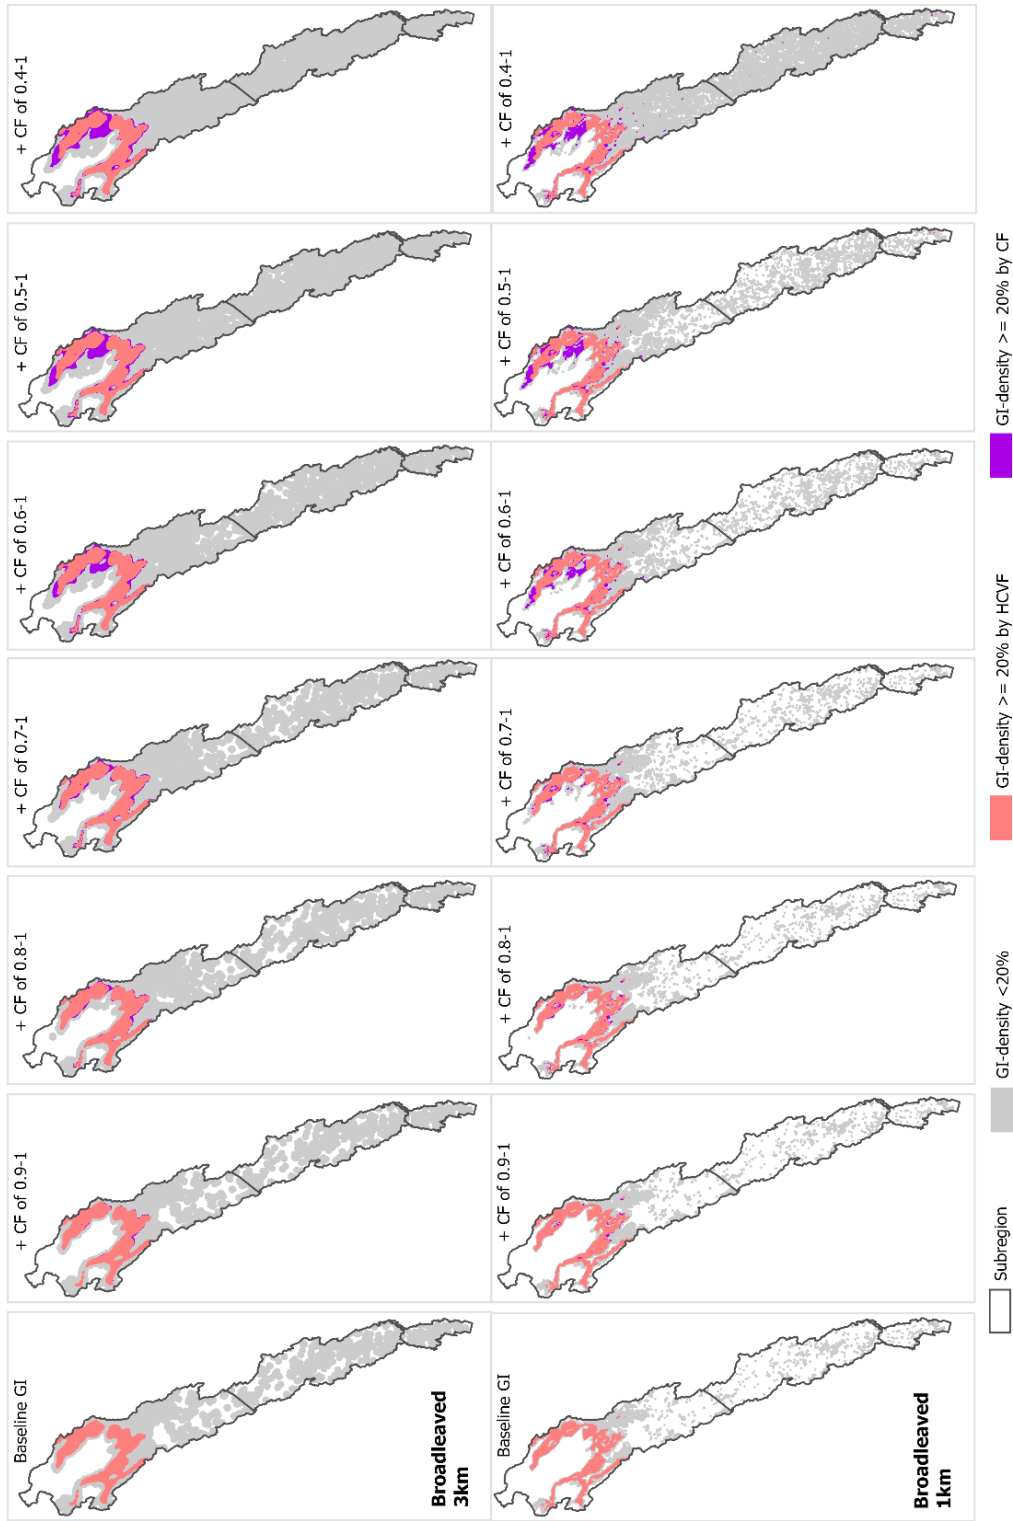 Baseline GI
+ CF of 0.9-1
+ CF of 0.8-1
+ CF of 0.7-1
+ CF of 0.6-1
+ CF of 0.5-1
+ CF of 0.4-1
Broadleaved
3km
Baseline GI
+ CF of 0.9-1
+ CF of 0.8-1
+ CF of 0.7-1
+ CF of 0.6-1
+ CF of 0.5-1
+ CF of 0.4-1
Broadleaved
1km
Subregion
GI-density <20%
GI-density >= 20% by HCVF
GI-density >= 20% by CF